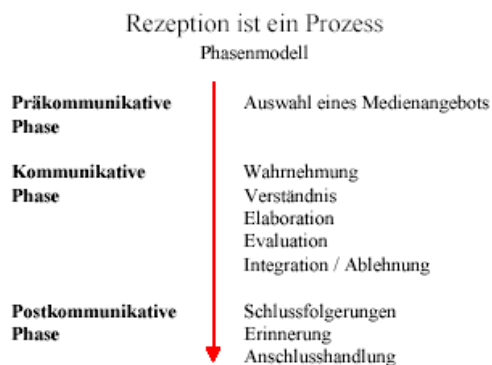 Rezeption ist ein Prozess
Phasenmodell
Präkommunikative Phase
Auswahl eines Medienangebots
Kommunikative Phase
Wahrnehmung
Verständnis
Elaboration
Evaluation
Integration / Ablehnung
Postkommunikative Phase
Schlussfolgerungen
Erinnerung
Anschlusshandlung